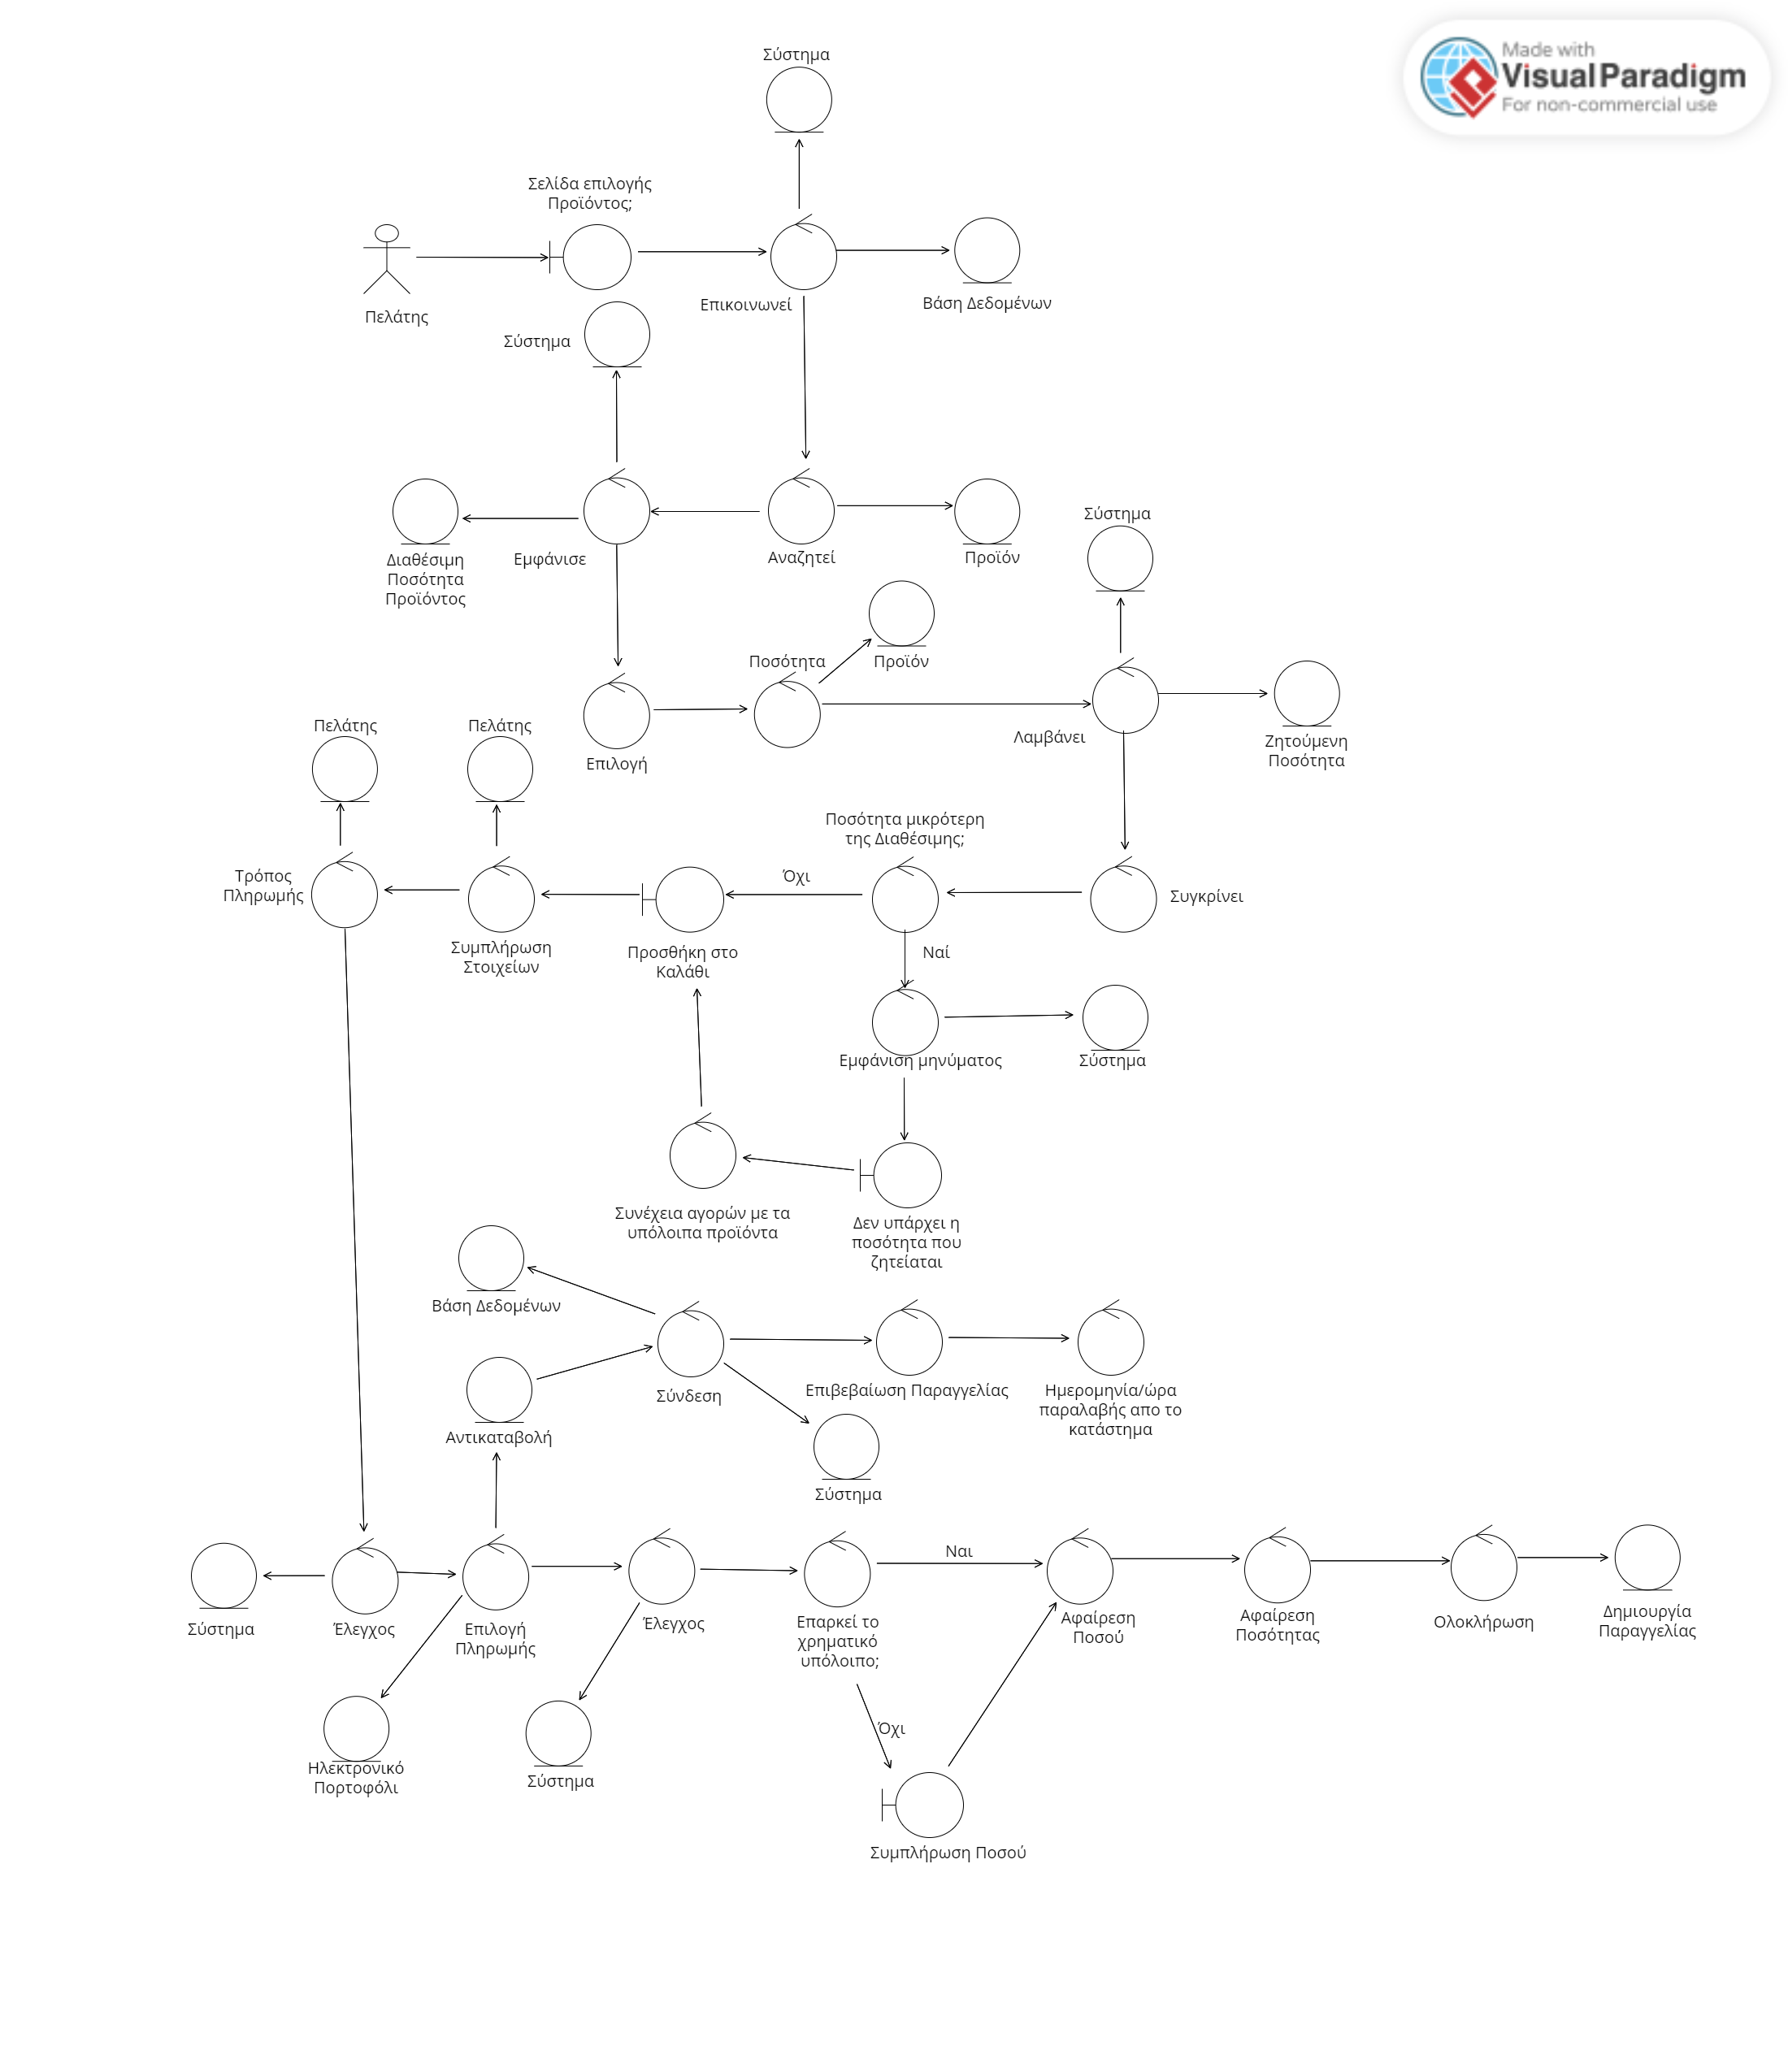 Made with
Visual Paradigm
For non-commercial use
Σύστημα
Σελίδα επιλογής
Προϊόντος;
Πελάτης
Επικοινωνεί
Βάση Δεδομένων
Σύστημα
Διαθέσιμη
Ποσότητα
Προϊόντος
Εμφάνισε
Αναζητεί
Προϊόν
Σύστημα
Ποσότητα
Προϊόν
Επιλογή
Λαμβάνει
Ζητούμενη
Ποσότητα
Πελάτης
Πελάτης
Ποσότητα μικρότερη
της Διαθέσιμης;
Τρόπος
Πληρωμής
Όχι
Συγκρίνει
Συμπλήρωση
Στοιχείων
Προσθήκη στο
Καλάθι
Ναί
Εμφάνιση μηνύματος
Σύστημα
Συνέχεια αγορών με τα
υπόλοιπα προϊόντα
Δεν υπάρχει η
ποσότητα που
ζητείαται
Βάση Δεδομένων
Σύνδεση
Επιβεβαίωση Παραγγελίας
Ημερομηνία/ώρα
παραλαβής απο το
κατάστημα
Αντικαταβολή
Σύστημα
Ναι
Σύστημα
Έλεγχος
Επιλογή
Πληρωμής
Έλεγχος
Επαρκεί το
χρηματικό
υπόλοιπο;
Αφαίρεση
Ποσού
Αφαίρεση
Ποσότητας
Ολοκλήρωση
Δημιουργία
Παραγγελίας
Όχι
Ηλεκτρονικό
Πορτοφόλι
Σύστημα
Συμπλήρωση Ποσού